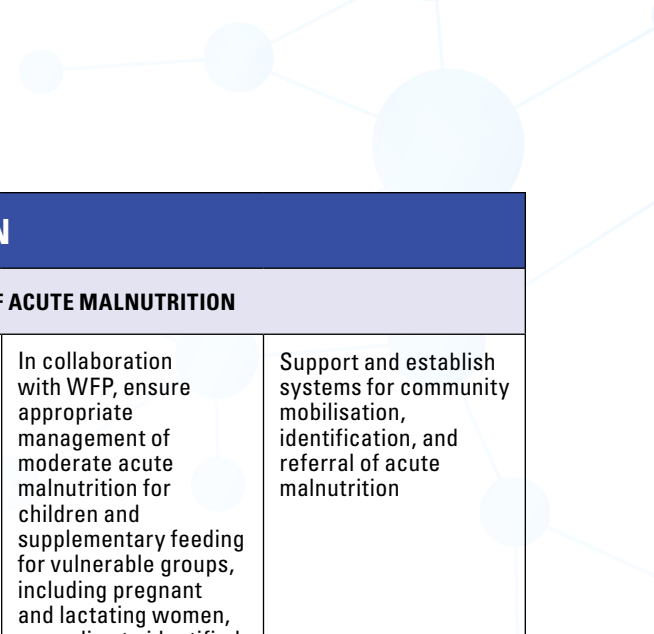 N
F ACUTE MALNUTRITION
In collaboration
with WFP, ensure
appropriate
management of
moderate acute
malnutrition for
children and
supplementary feeding
for vulnerable groups,
including pregnant
and lactating women,
Support and establish
systems for community
mobilisation,
identification, and
referral of acute
malnutrition